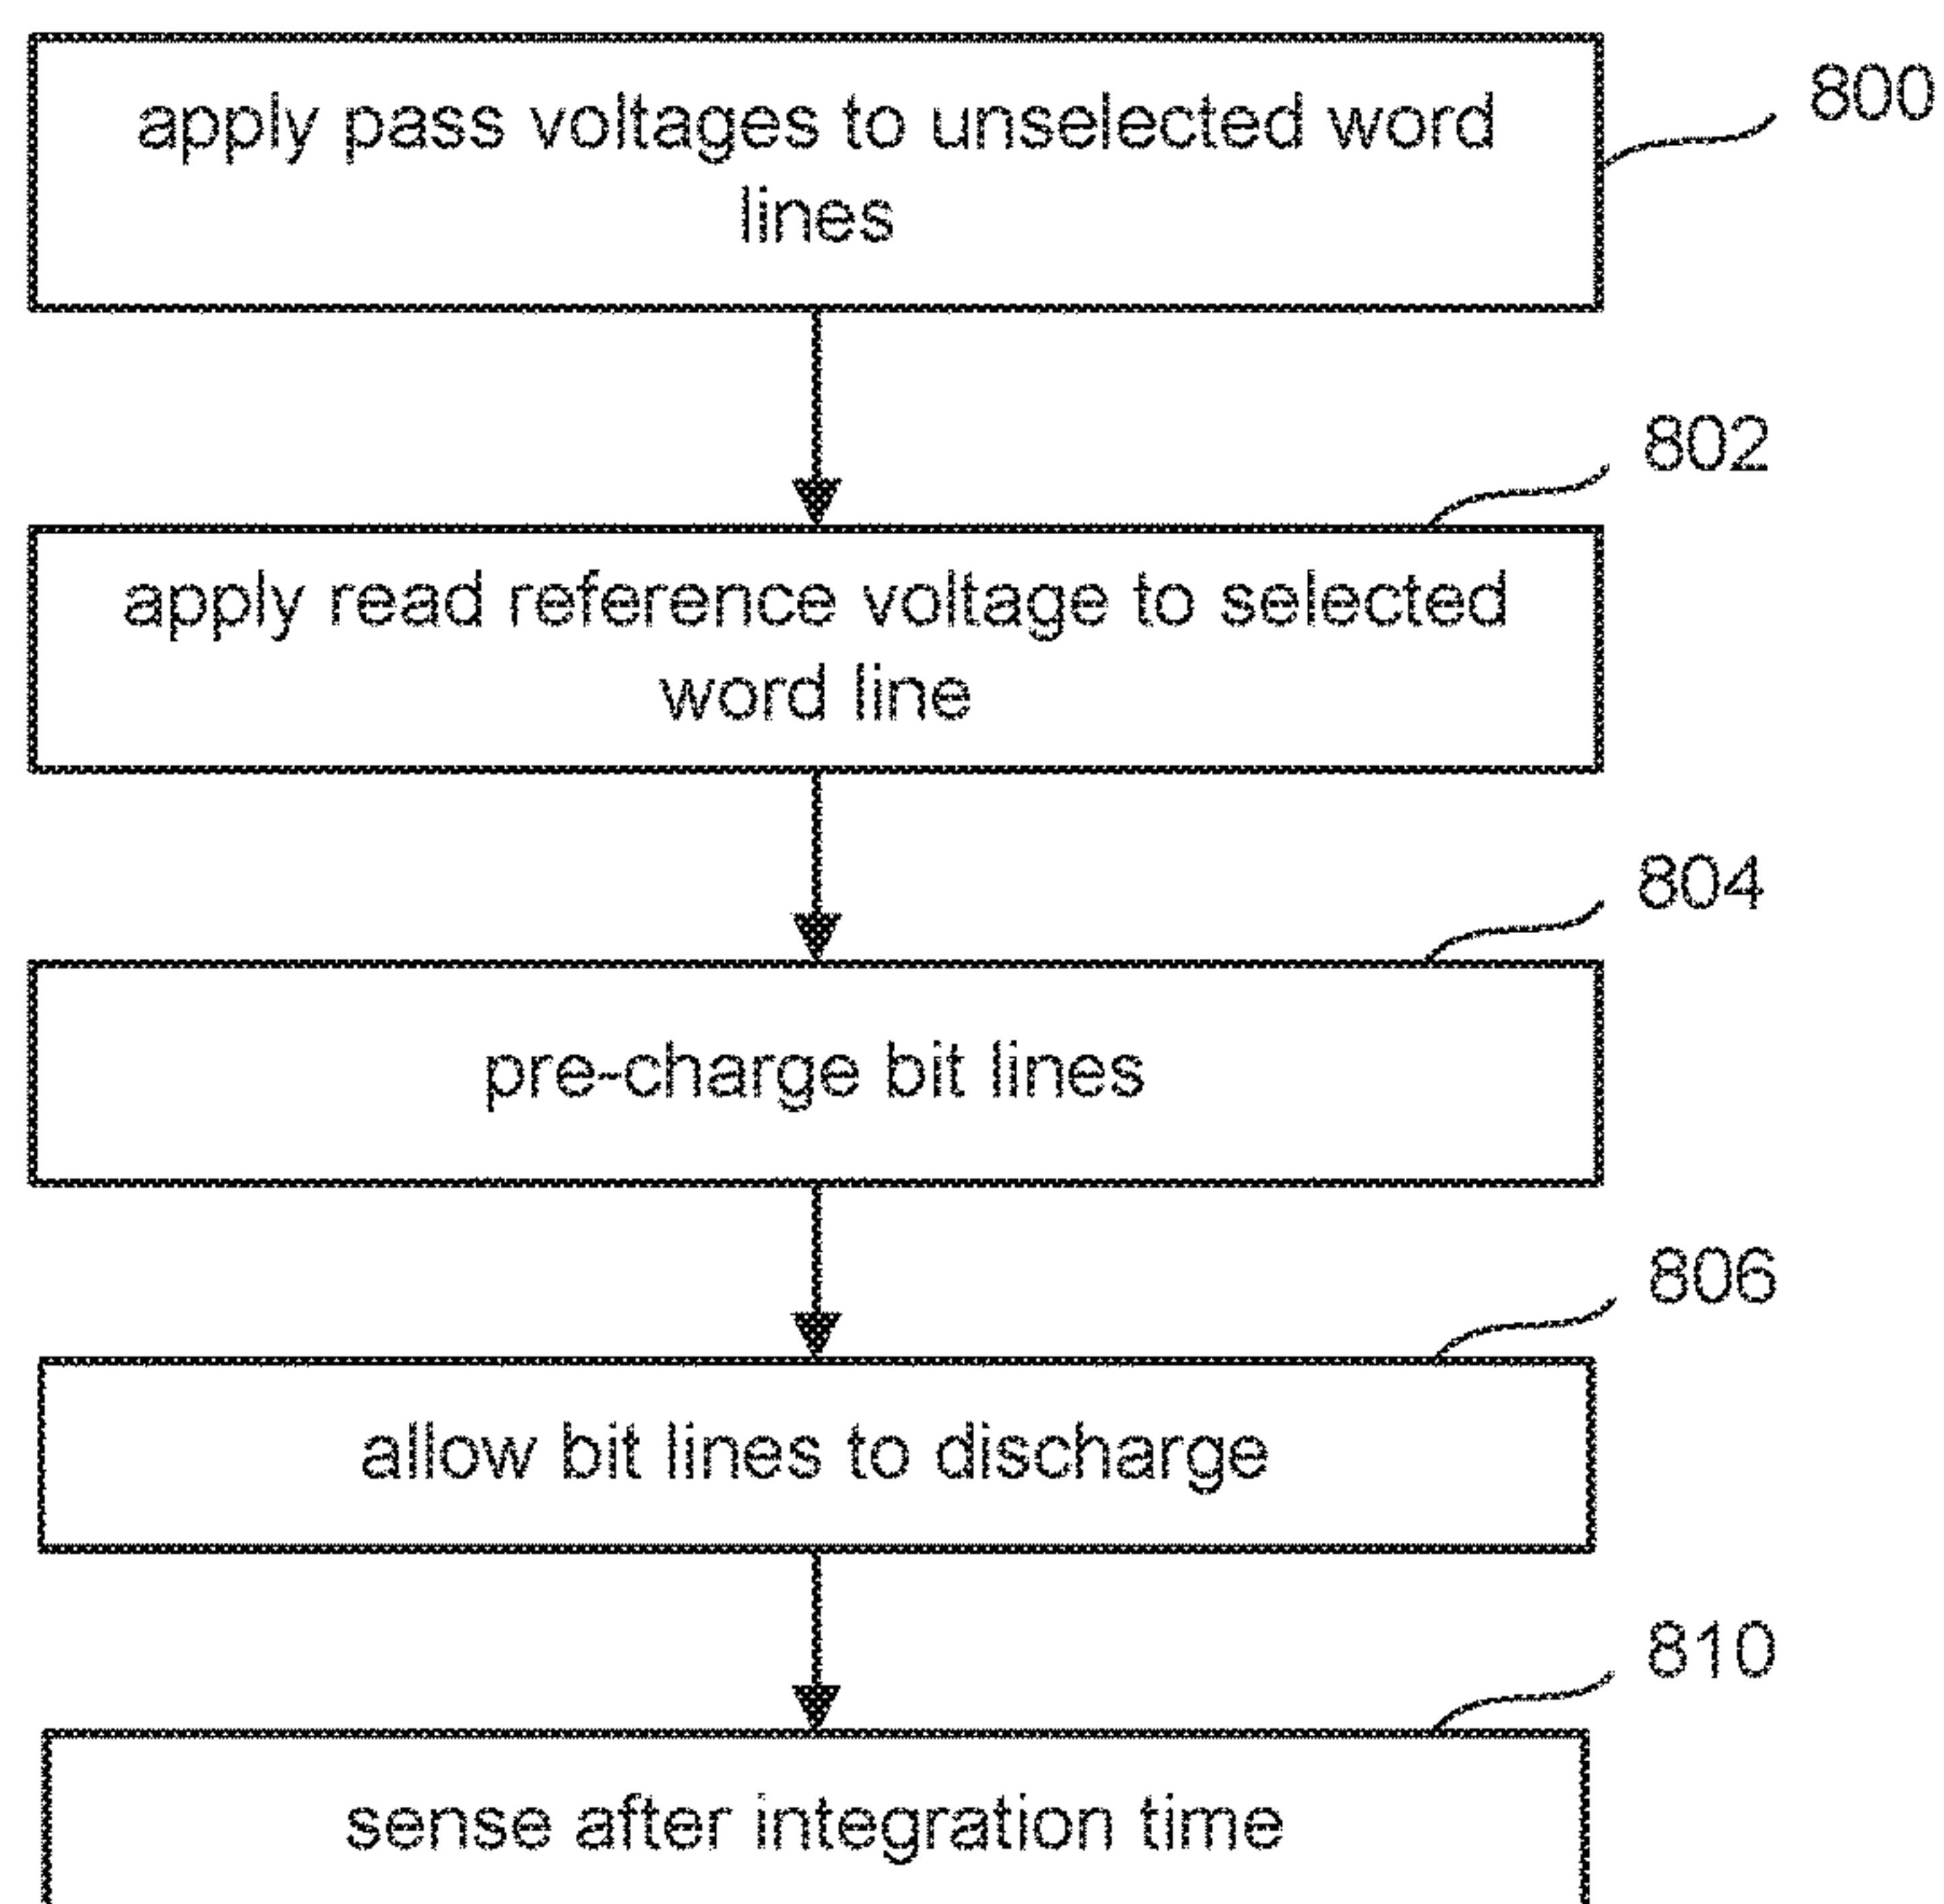 apply pass voltages to unselected word
lines
800
802
apply read reference voltage to selected
word line
804
pre-charge bit lines
806
allow bit lines to discharge
810
sense after integration time